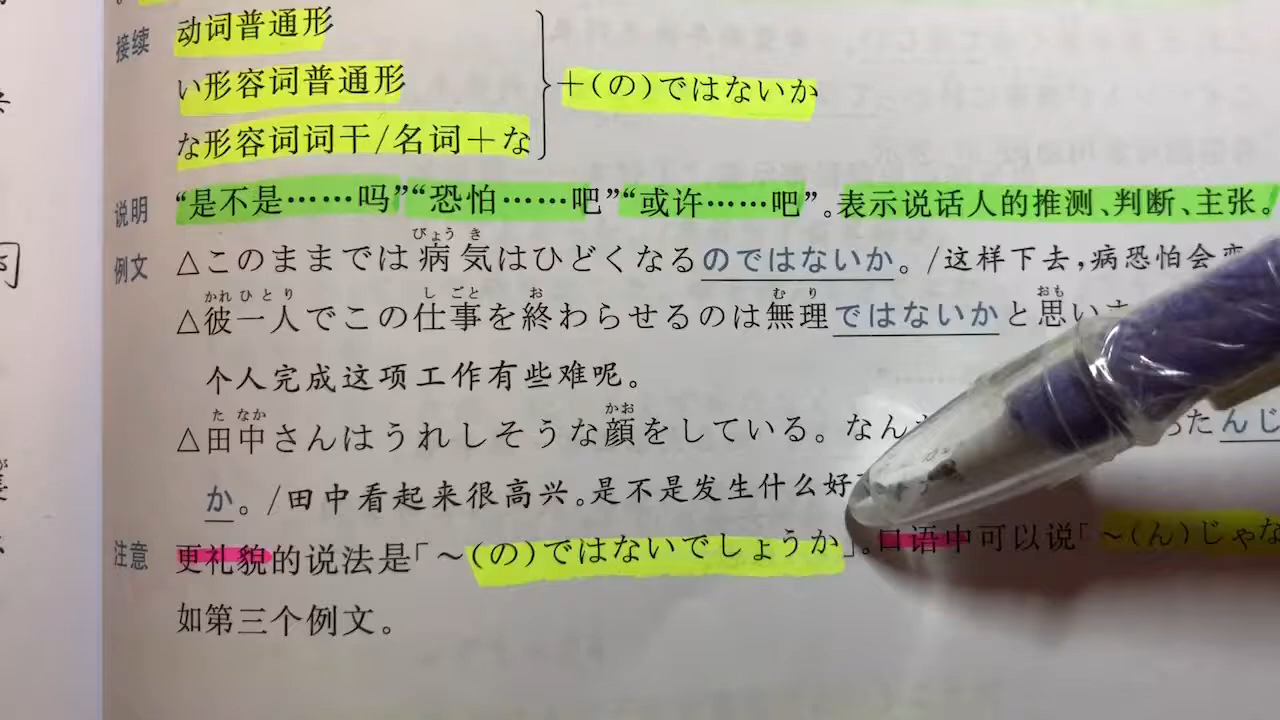 接续 动词普通形
い形容词普通形 +(の)ではないか
な形容词词干/名词+な
说明 “是不是……吗”“恐怕……吧”“或许……吧”。表示说话人的推测、判断、主张。
例文 △このままでは病気はひどくなるのではないか。/这样下去,病恐怕会变
△彼一人でこの仕事を終わらせるのは無理ではないかと思い
个人完成这项工作有些难呢。
△田中さんはうれしそうな顔をしている。なん たんじ
か。/田中看起来很高兴。是不是发生什么好
注意 更礼貌的说法是「～(の)ではないでしょうか」。口语中可以说「～(ん)じゃな
如第三个例文。